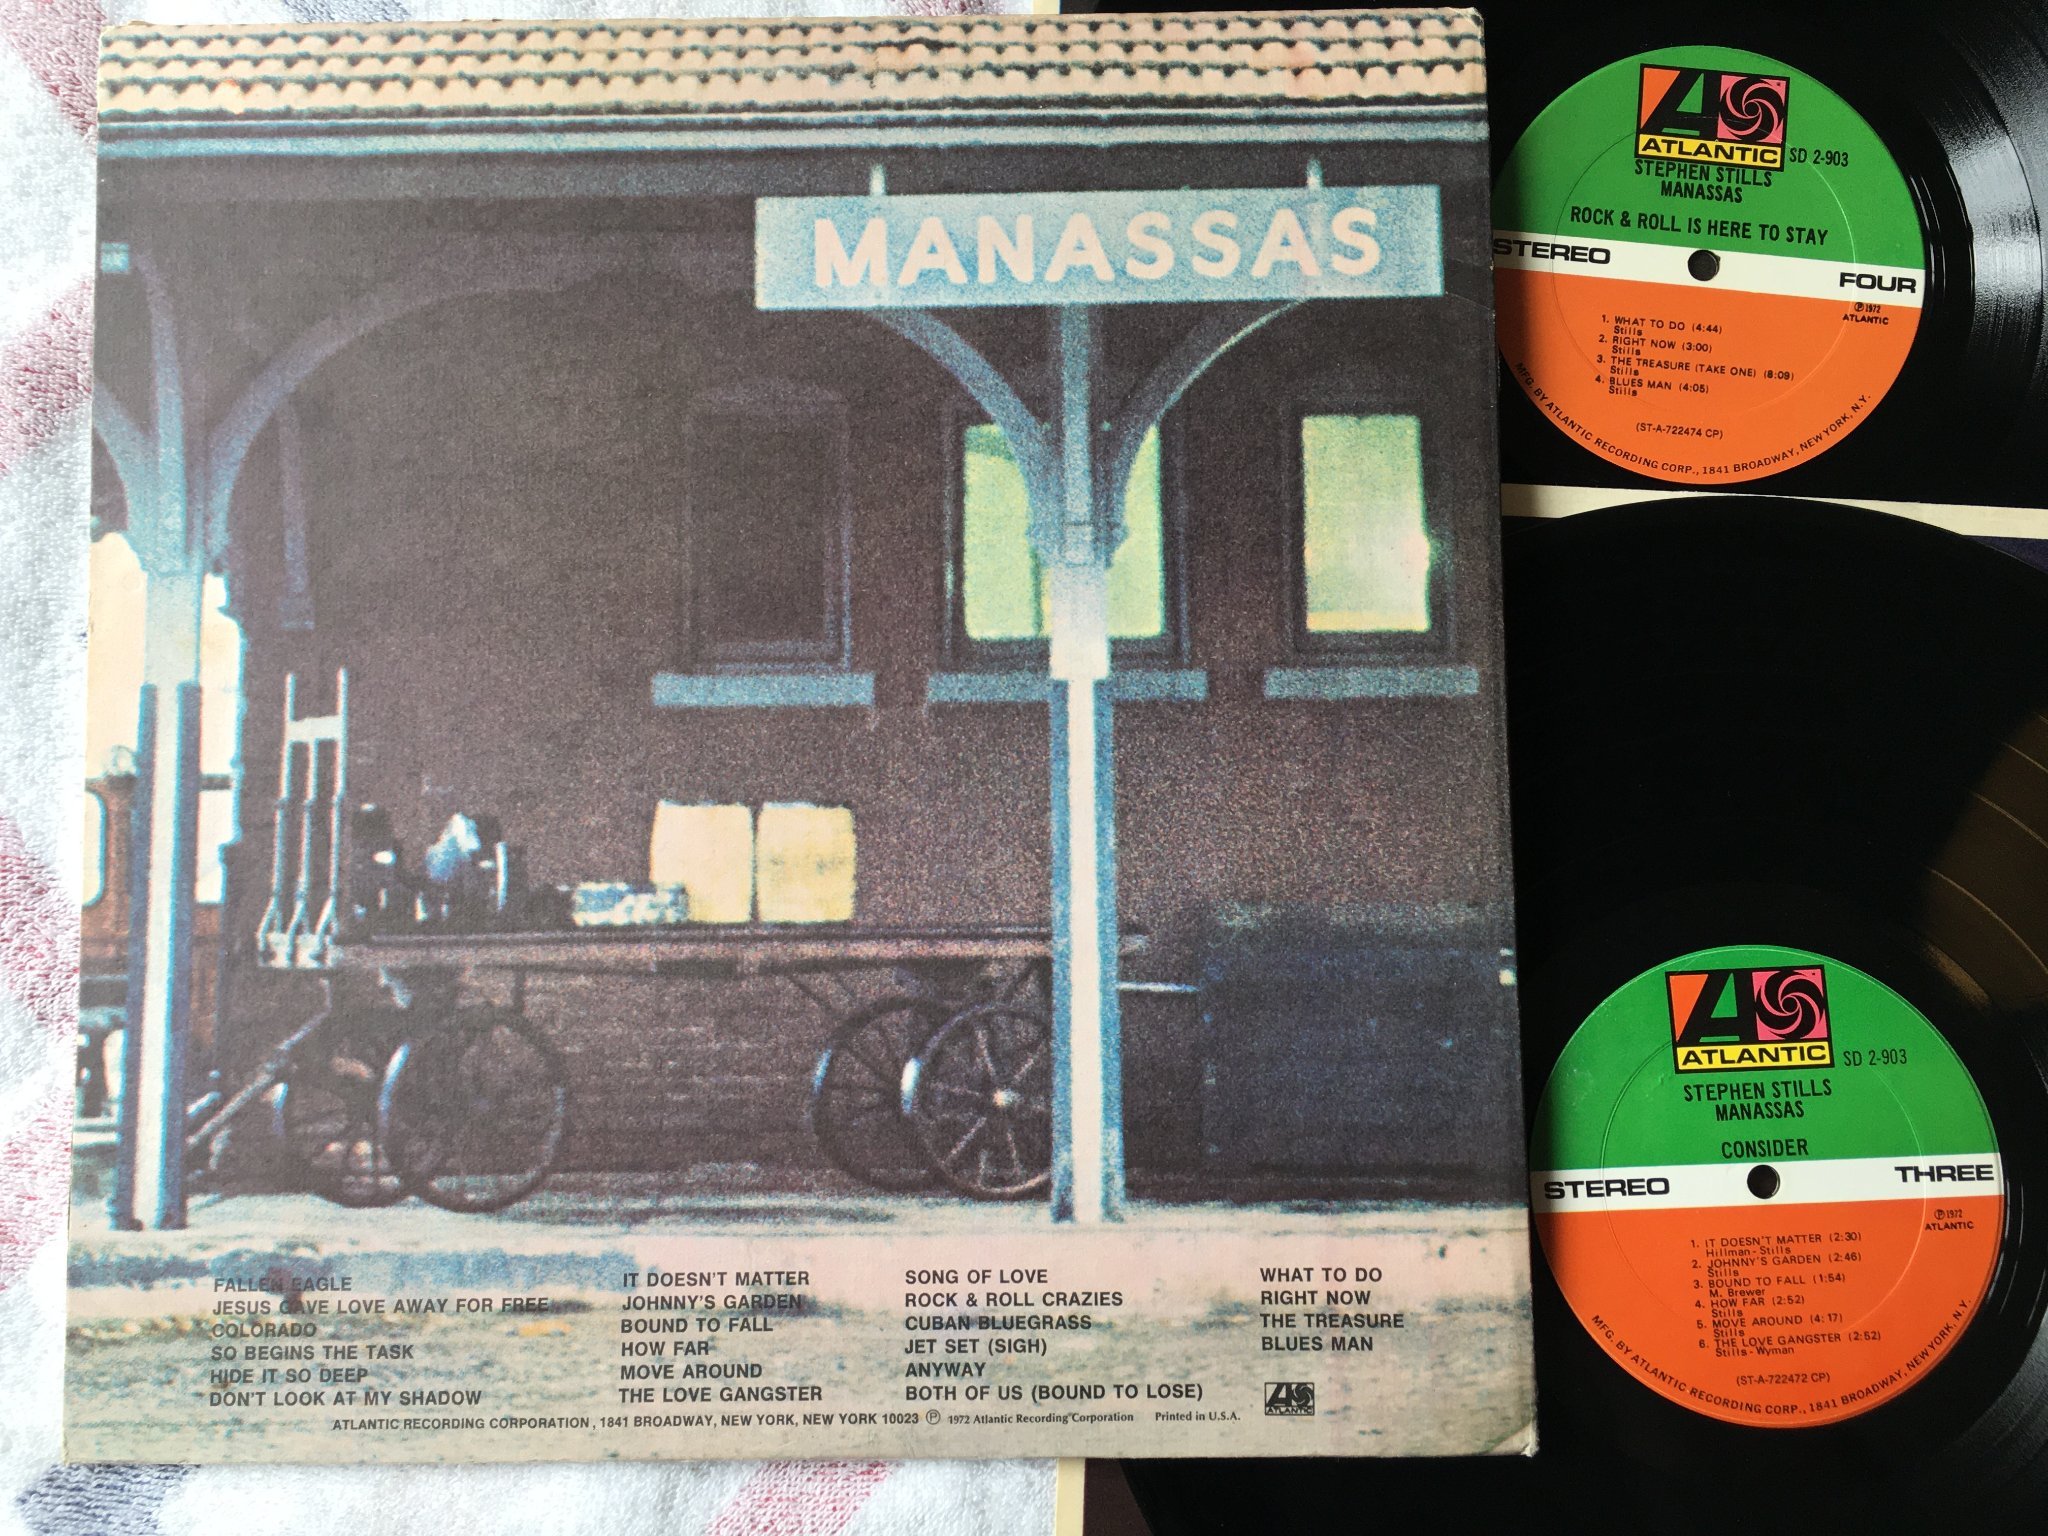 MANASSAS
FALLEN EAGLE
JESUS GAVE LOVE AWAY FOR FREE
COLORADO
SO BEGINS THE TASK
HIDE IT SO DEEP
DON'T LOOK AT MY SHADOW
IT DOESN'T MATTER
JOHNNY'S GARDEN
BOUND TO FALL
HOW FAR
MOVE AROUND
THE LOVE GANGSTER
SONG OF LOVE
ROCK & ROLL CRAZIES
CUBAN BLUEGRASS
JET SET (SIGH)
ANYWAY
BOTH OF US (BOUND TO LOSE)
WHAT TO DO
RIGHT NOW
THE TREASURE
BLUES MAN
ATLANTIC
ATLANTIC RECORDING CORPORATION, 1841 BROADWAY, NEW YORK, NEW YORK 10023 ℗ 1972 Atlantic Recording Corporation Printed in U.S.A.
ATLANTIC SD 2-903
STEPHEN STILLS
MANASSAS
ROCK & ROLL IS HERE TO STAY
STEREO FOUR
℗ 1972
ATLANTIC
1. WHAT TO DO (4:44)
Stills
2. RIGHT NOW (3:00)
Stills
3. THE TREASURE (TAKE ONE) (8:09)
Stills
4. BLUES MAN (4:05)
Stills
(ST-A-722474 CP)
MFG. BY ATLANTIC RECORDING CORP., 1841 BROADWAY, NEW YORK, N.Y.
ATLANTIC SD 2-903
STEPHEN STILLS
MANASSAS
CONSIDER
STEREO THREE
℗ 1972
ATLANTIC
1. IT DOESN'T MATTER (2:30)
Hillman-Stills
2. JOHNNY'S GARDEN (2:46)
Stills
3. BOUND TO FALL (1:54)
M. Brewer
4. HOW FAR (2:52)
Stills
5. MOVE AROUND (4:17)
Stills
6. THE LOVE GANGSTER (2:52)
Stills-Wyman
(ST-A-722472 CP)
MFG. BY ATLANTIC RECORDING CORP., 1841 BROADWAY, NEW YORK, N.Y.